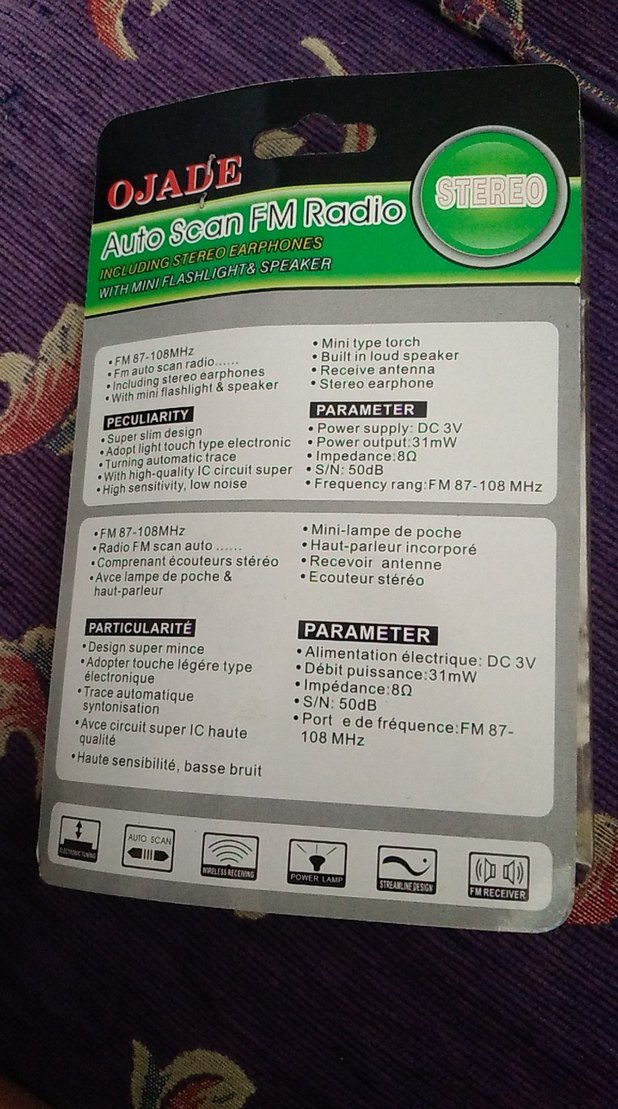 OJADE
STEREO
Auto Scan FM Radio
INCLUDING STEREO EARPHONES
WITH MINI FLASHLIGHT& SPEAKER
• FM 87-108MHz
• Fm auto scan radio......
• Including stereo earphones
• With mini flashlight & speaker
• Mini type torch
• Built in loud speaker
• Receive antenna
• Stereo earphone
PECULIARITY
• Super slim design
• Adopt light touch type electronic
• Turning automatic trace
• With high-quality IC circuit super
• High sensitivity, low noise
PARAMETER
• Power supply: DC 3V
• Power output:31mW
• Impedance:8Ω
• S/N: 50dB
• Frequency rang:FM 87-108 MHz
• FM 87-108MHz
• Radio FM scan auto ......
• Comprenant écouteurs stéréo
• Avce lampe de poche &
haut-parleur
• Mini-lampe de poche
• Haut-parleur incorporé
• Recevoir antenne
• Ecouteur stéréo
PARTICULARITÉ
• Design super mince
• Adopter touche légére type
électronique
• Trace automatique
syntonisation
• Avce circuit super IC haute
qualité
• Haute sensibilité, basse bruit
PARAMETER
• Alimentation électrique: DC 3V
• Débit puissance:31mW
• Impédance:8Ω
• S/N: 50dB
• Port e de fréquence:FM 87-
108 MHz
ELECTRONIC TUNING
AUTO SCAN
WIRELESS RECEIVING
POWER LAMP
STREAMLINE DESIGN
FM RECEIVER